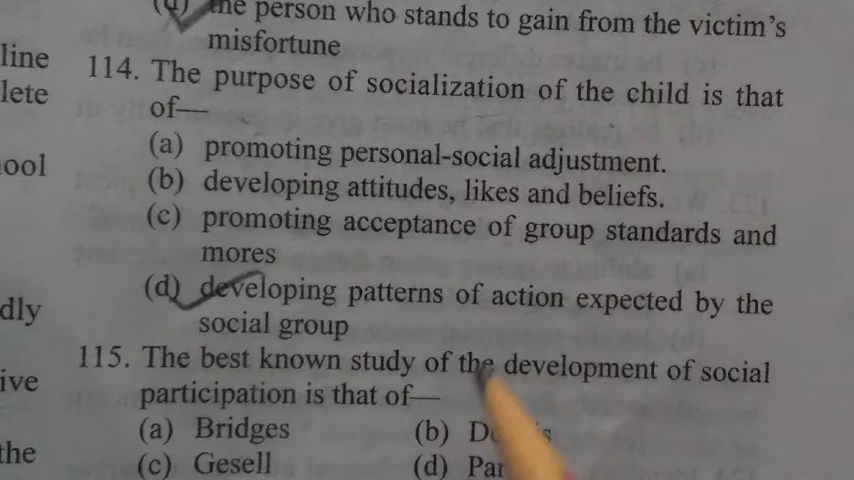 the person who stands to gain from the victim's
misfortune
line
lete
ool
dly
ive
the
114. The purpose of socialization of the child is that
of—
(a) promoting personal-social adjustment.
(b) developing attitudes, likes and beliefs.
(c) promoting acceptance of group standards and
mores
(d) developing patterns of action expected by the
social group
115. The best known study of the development of social
participation is that of—
(a) Bridges (b)
(c) Gesell (d)